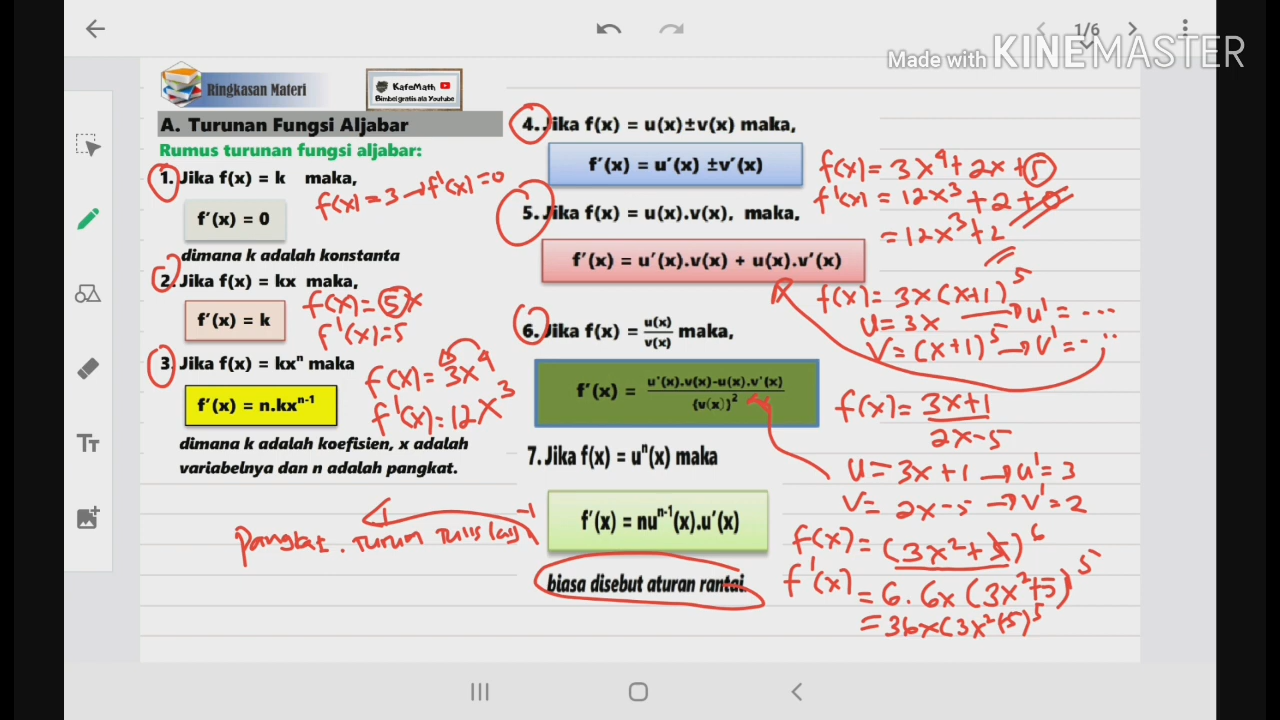 1/6
Made with KINEMASTER
Ringkasan Materi
KafeMath
Bimbel gratis ala Youtube
A. Turunan Fungsi Aljabar
Rumus turunan fungsi aljabar:
1. Jika f(x) = k maka,
f(x) = 3 → f'(x) = 0
f'(x) = 0
dimana k adalah konstanta
2. Jika f(x) = kx maka,
f(x) = 5x
f'(x) = k
f'(x) = 5
3. Jika f(x) = kxⁿ maka
f(x) = 3x⁴
f'(x) = n.kxⁿ⁻¹
f'(x) = 12x³
dimana k adalah koefisien, x adalah
variabelnya dan n adalah pangkat.
4. Jika f(x) = u(x)±v(x) maka,
f'(x) = u'(x) ±v'(x)
f(x) = 3x⁴ + 2x + 5
f'(x) = 12x³ + 2 + 0
= 12x³ + 2
5. Jika f(x) = u(x).v(x), maka,
f'(x) = u'(x).v(x) + u(x).v'(x)
f(x) = 3x(x+1)⁵
u = 3x → u' = ...
v = (x+1)⁵ → v' = ...
6. Jika f(x) = u(x)/v(x) maka,
f'(x) = u'(x).v(x)-u(x).v'(x)/{v(x)}²
f(x) = 3x+1
2x-5
u = 3x+1 → u' = 3
v = 2x-5 → v' = 2
7. Jika f(x) = uⁿ(x) maka
f'(x) = nuⁿ⁻¹(x).u'(x)
-1
pangkat . turun tulis lagi
biasa disebut aturan rantai.
f(x) = (3x² + 5)⁶
f'(x) = 6. 6x (3x²+5)⁵
= 36x(3x²+5)⁵
Tт